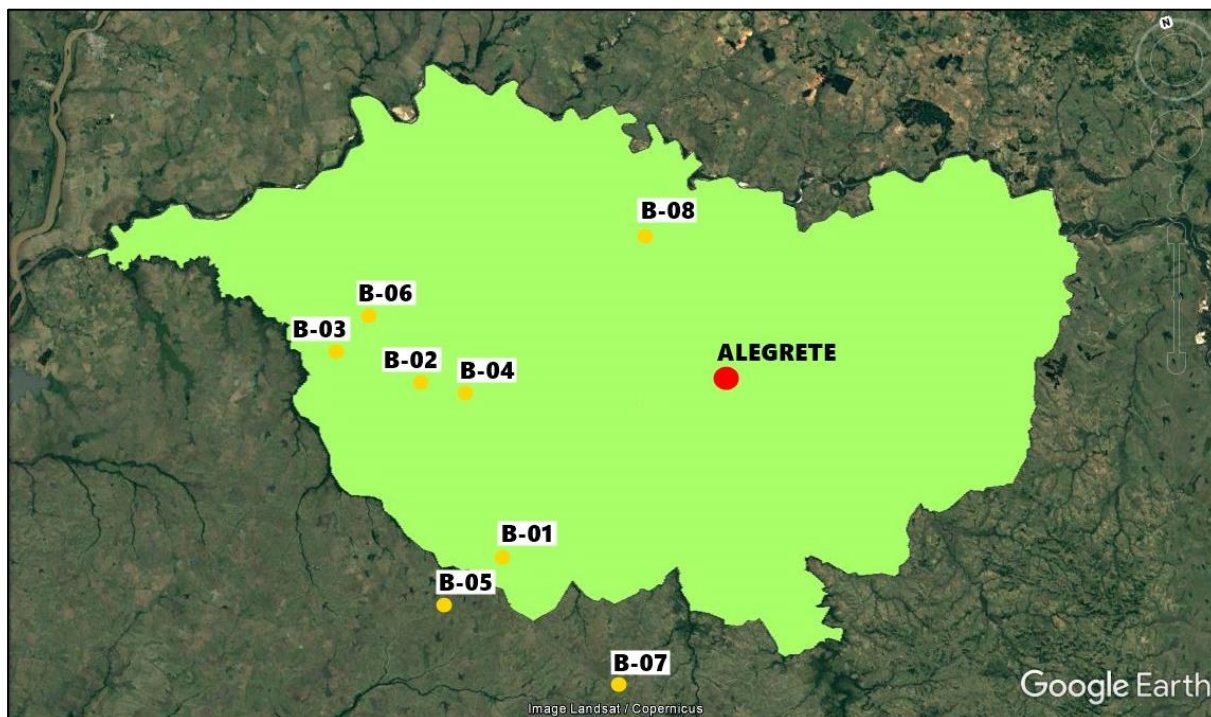 N
B-08
B-06
B-03
B-02
B-04
ALEGRETE
B-01
B-05
B-07
Google Earth
Image Landsat / Copernicus